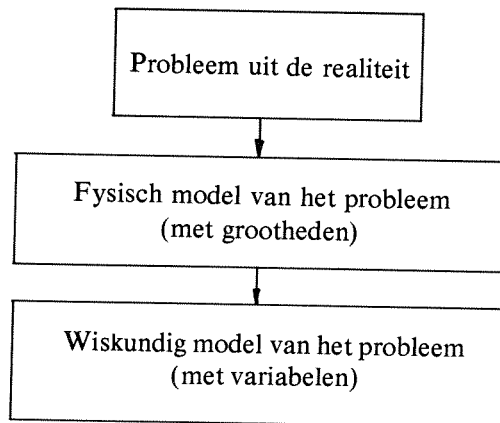 Probleem uit de realiteit
Fysisch model van het probleem
(met grootheden)
Wiskundig model van het probleem
(met variabelen)